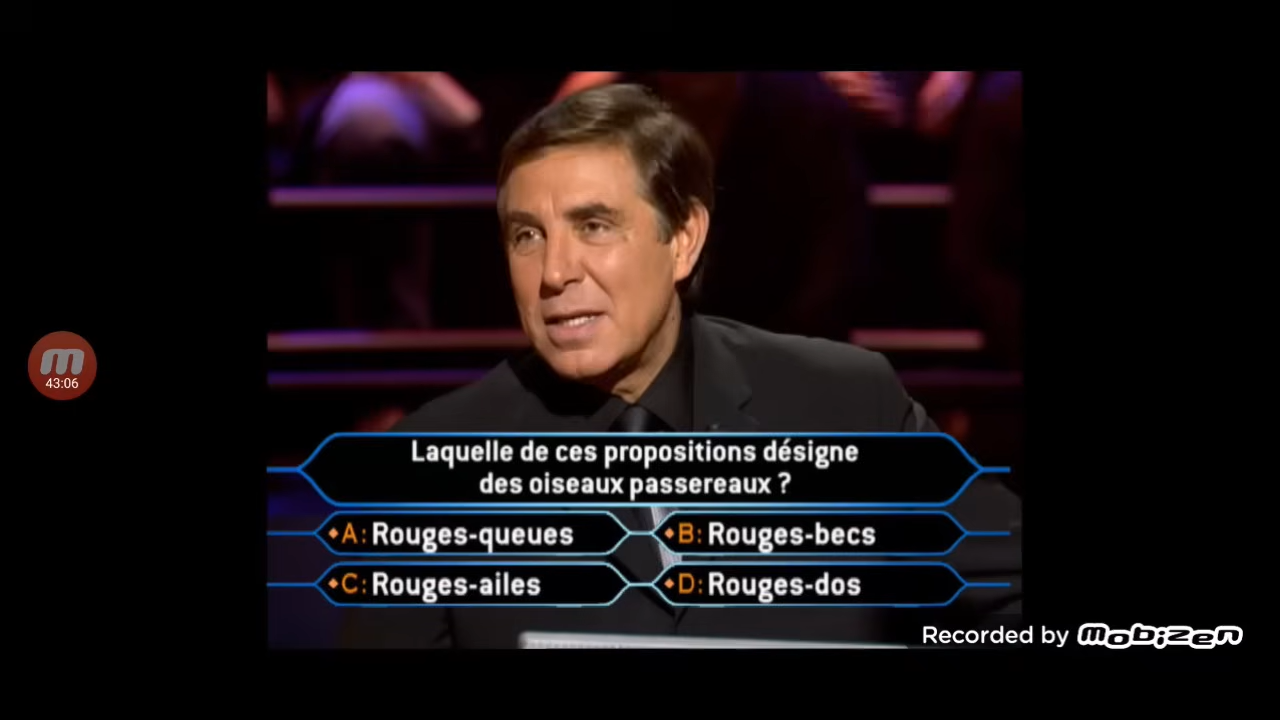 Laquelle de ces propositions désigne
des oiseaux passereaux ?
A: Rouges-queues
B: Rouges-becs
C: Rouges-ailes
D: Rouges-dos
43:06
Recorded by mobizen